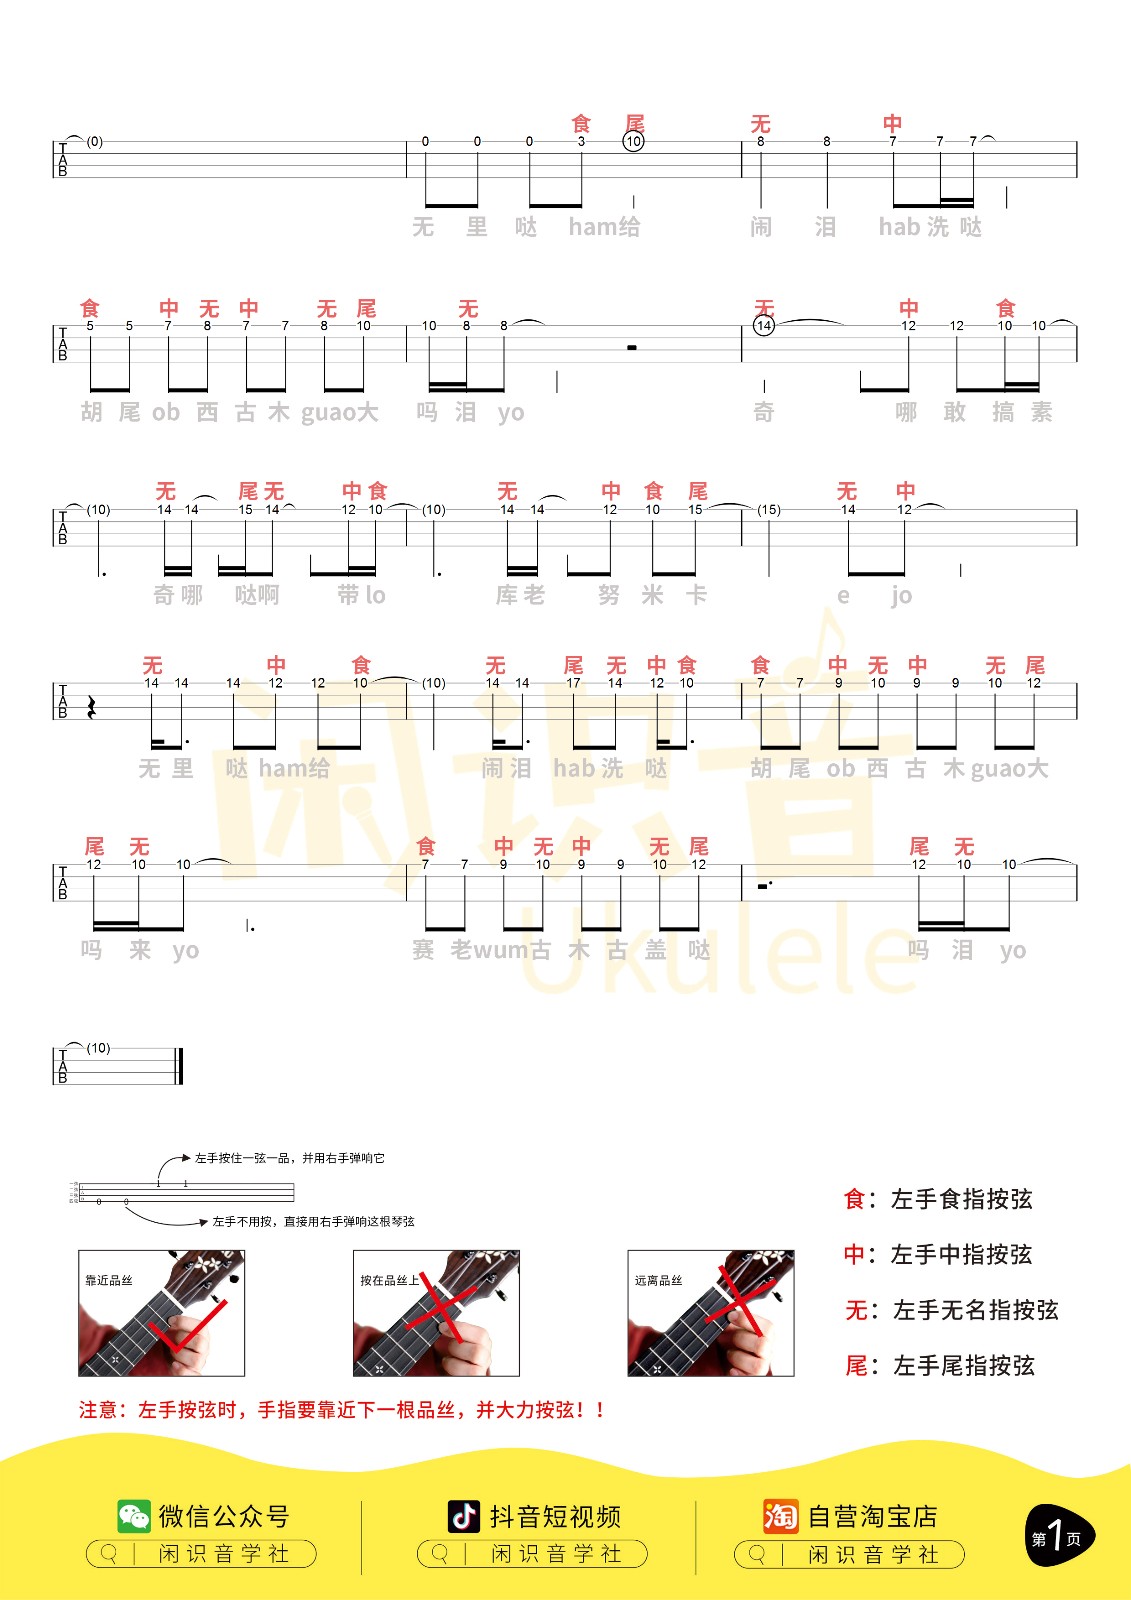 食 尾 无 中
(0) 0 0 0 3 10 8 8 7 7 7
T A B
无 里 哒 ham给 闹 泪 hab 洗 哒
食 中 无 中 无 尾 无 无 中 食
5 5 7 8 7 7 8 10 10 8 8 14 12 12 10 10
T A B
胡 尾 ob 西 古 木 guao大 吗 泪 yo 奇 哪 敢 搞 素
无 尾 无 中 食 无 中 食 尾 无 中
(10) 14 14 15 14 12 10 (10) 14 14 12 10 15 (15) 14 12
T A B
奇 哪 哒啊 带 lo 库 老 努 米 卡 e jo
无 中 食 无 尾 无 中 食 食 中 无 中 无 尾
14 14 14 12 12 10 (10) 14 14 17 14 12 10 7 7 9 10 9 9 10 12
T A B
无 里 哒 ham给 闹 泪 hab 洗 哒 胡 尾 ob 西 古 木 guao大
尾 无 食 中 无 中 无 尾 尾 无
12 10 10 7 7 9 10 9 9 10 12 12 10 10
T A B
吗 来 yo 赛 老wum古 木 古 盖 哒 吗 泪 yo
闲识音
Ukulele
(10)
T A B
左手按住一弦一品，并用右手弹响它
1 1
0 0
左手不用按，直接用右手弹响这根琴弦
靠近品丝 按在品丝上 远离品丝
食：左手食指按弦
中：左手中指按弦
无：左手无名指按弦
尾：左手尾指按弦
注意：左手按弦时，手指要靠近下一根品丝，并大力按弦！！
微信公众号 抖音短视频 淘 自营淘宝店
闲识音学社 闲识音学社 闲识音学社
第1页